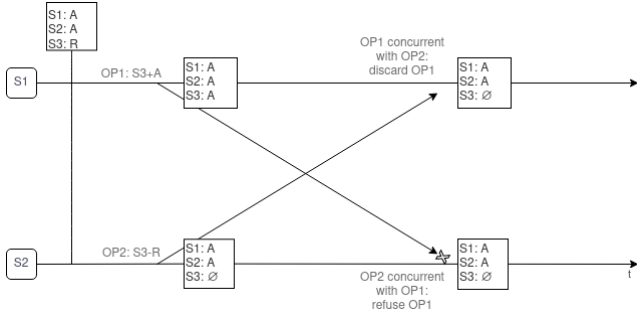 S1: A
S2: A
S3: R
S1
OP1: S3+A
S1: A
S2: A
S3: A
OP1 concurrent
with OP2:
discard OP1
S1: A
S2: A
S3: ∅
S2
OP2: S3-R
S1: A
S2: A
S3: ∅
OP2 concurrent
with OP1:
refuse OP1
S1: A
S2: A
S3: ∅
t